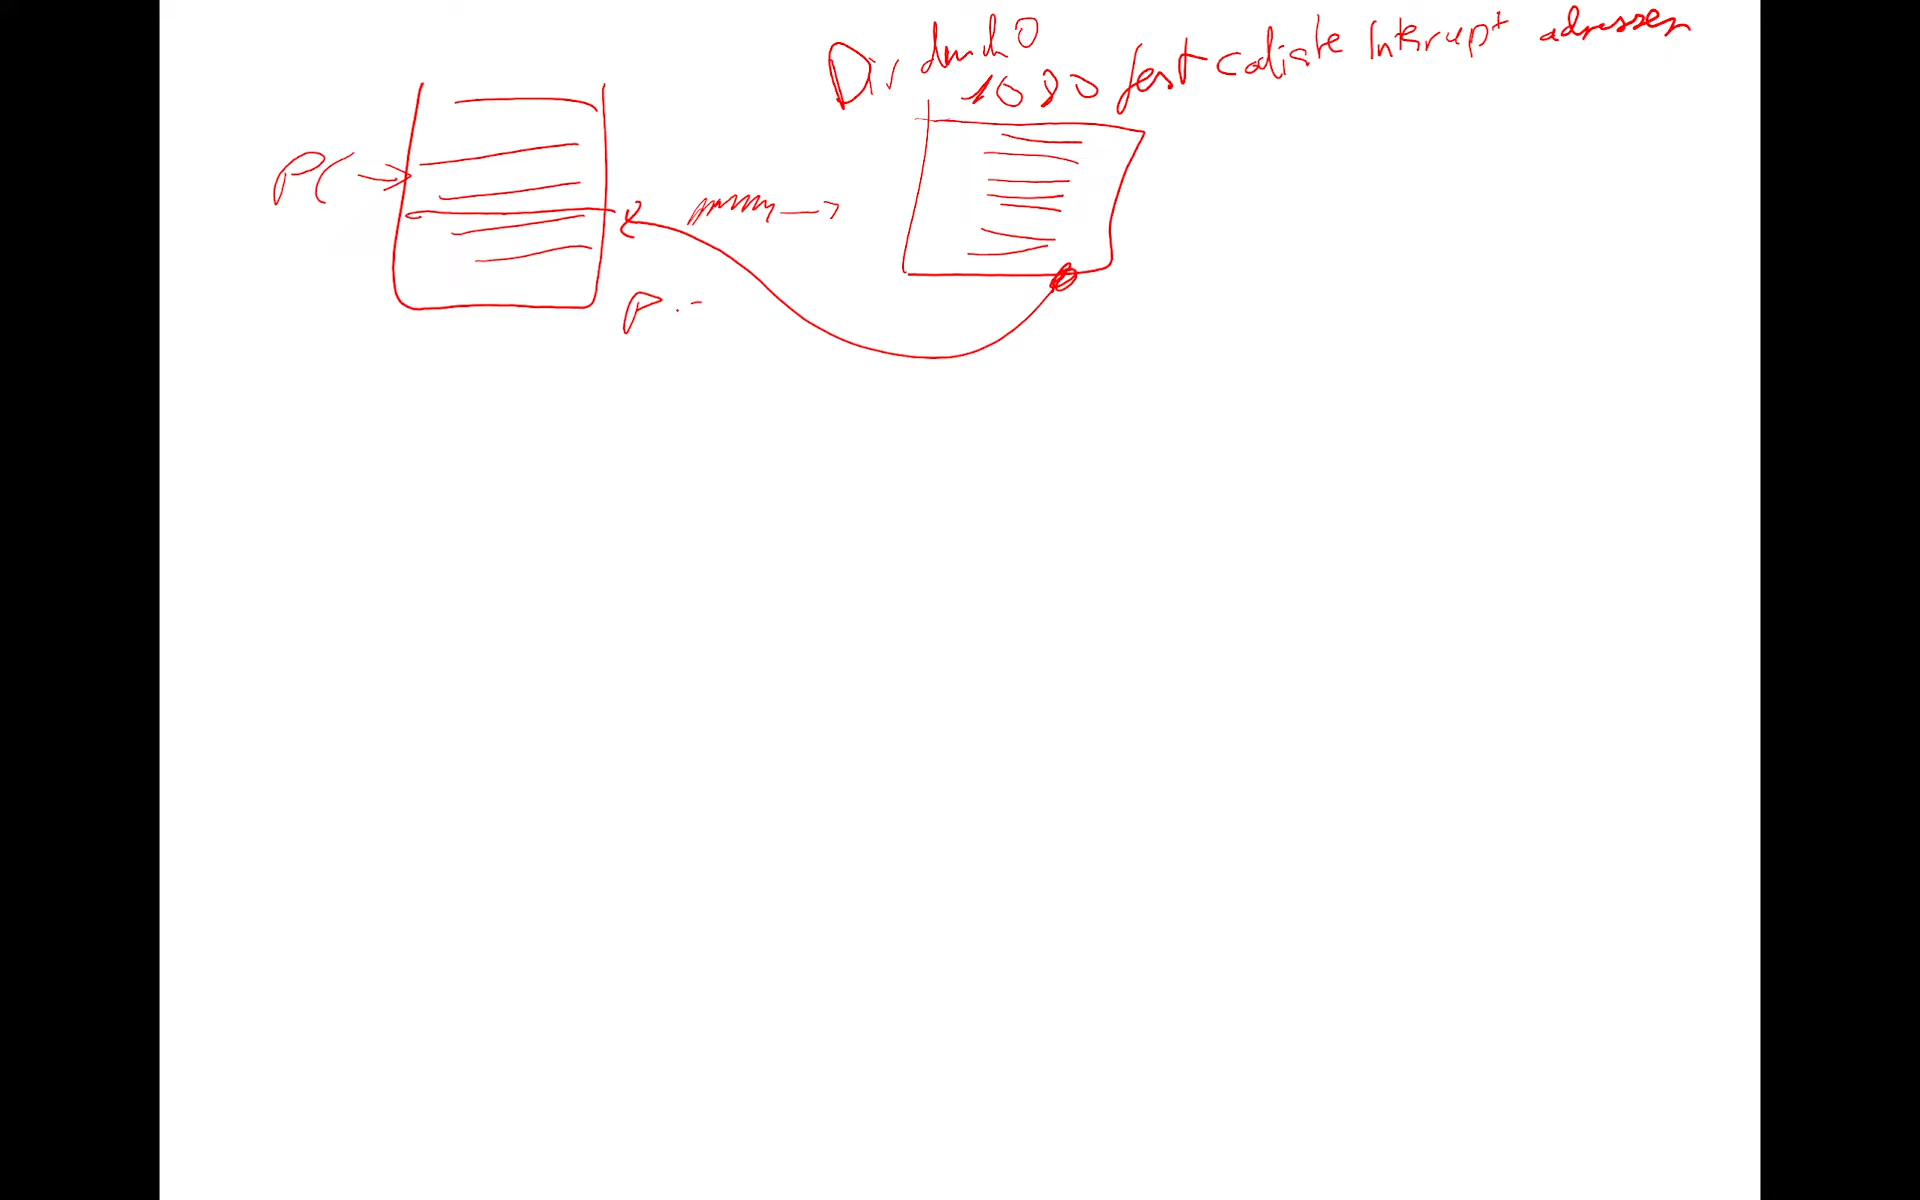 Div durch 0
1080 fest codierte Interrupt adressen
PC
P